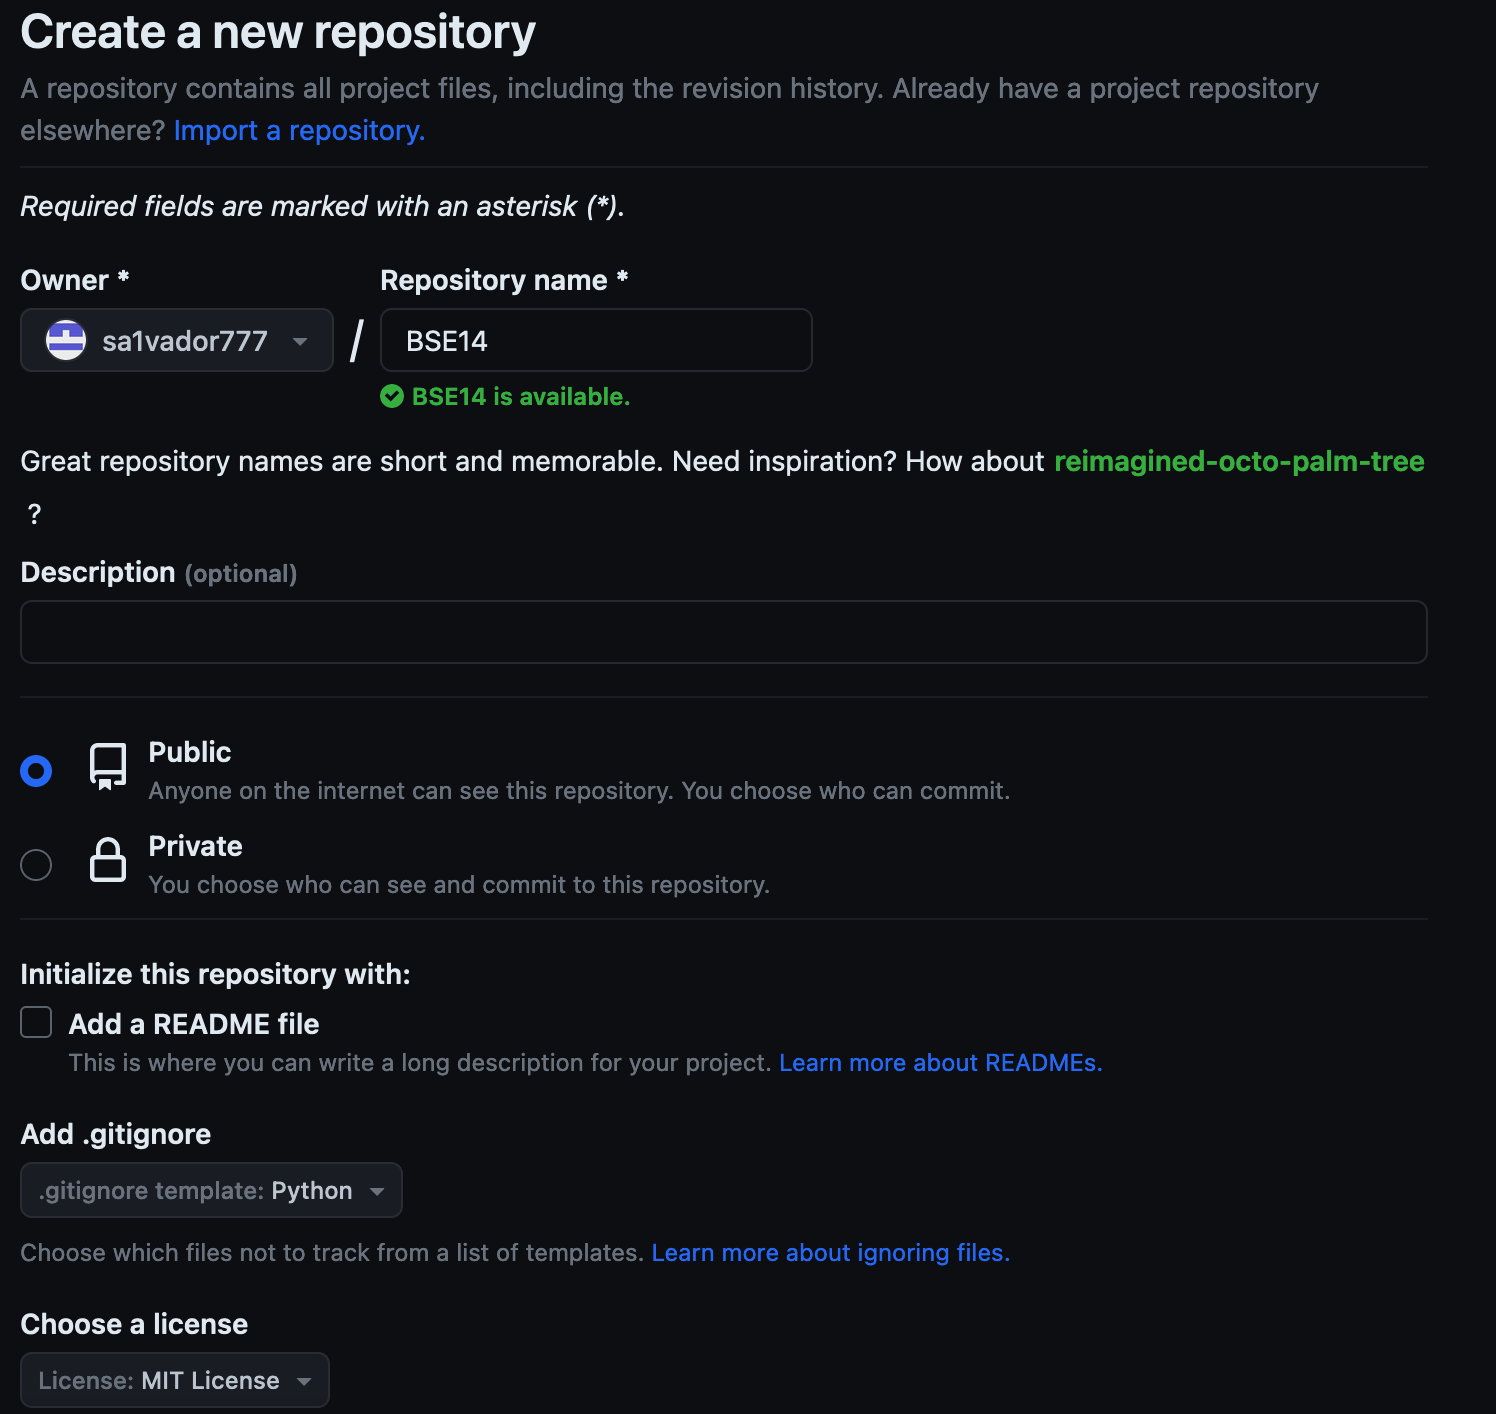 Create a new repository
A repository contains all project files, including the revision history. Already have a project repository
elsewhere? Import a repository.
Required fields are marked with an asterisk (*).
Owner * Repository name *
sa1vador777 / BSE14
BSE14 is available.
Great repository names are short and memorable. Need inspiration? How about reimagined-octo-palm-tree
?
Description (optional)
Public
Anyone on the internet can see this repository. You choose who can commit.
Private
You choose who can see and commit to this repository.
Initialize this repository with:
Add a README file
This is where you can write a long description for your project. Learn more about READMEs.
Add .gitignore
.gitignore template: Python
Choose which files not to track from a list of templates. Learn more about ignoring files.
Choose a license
License: MIT License